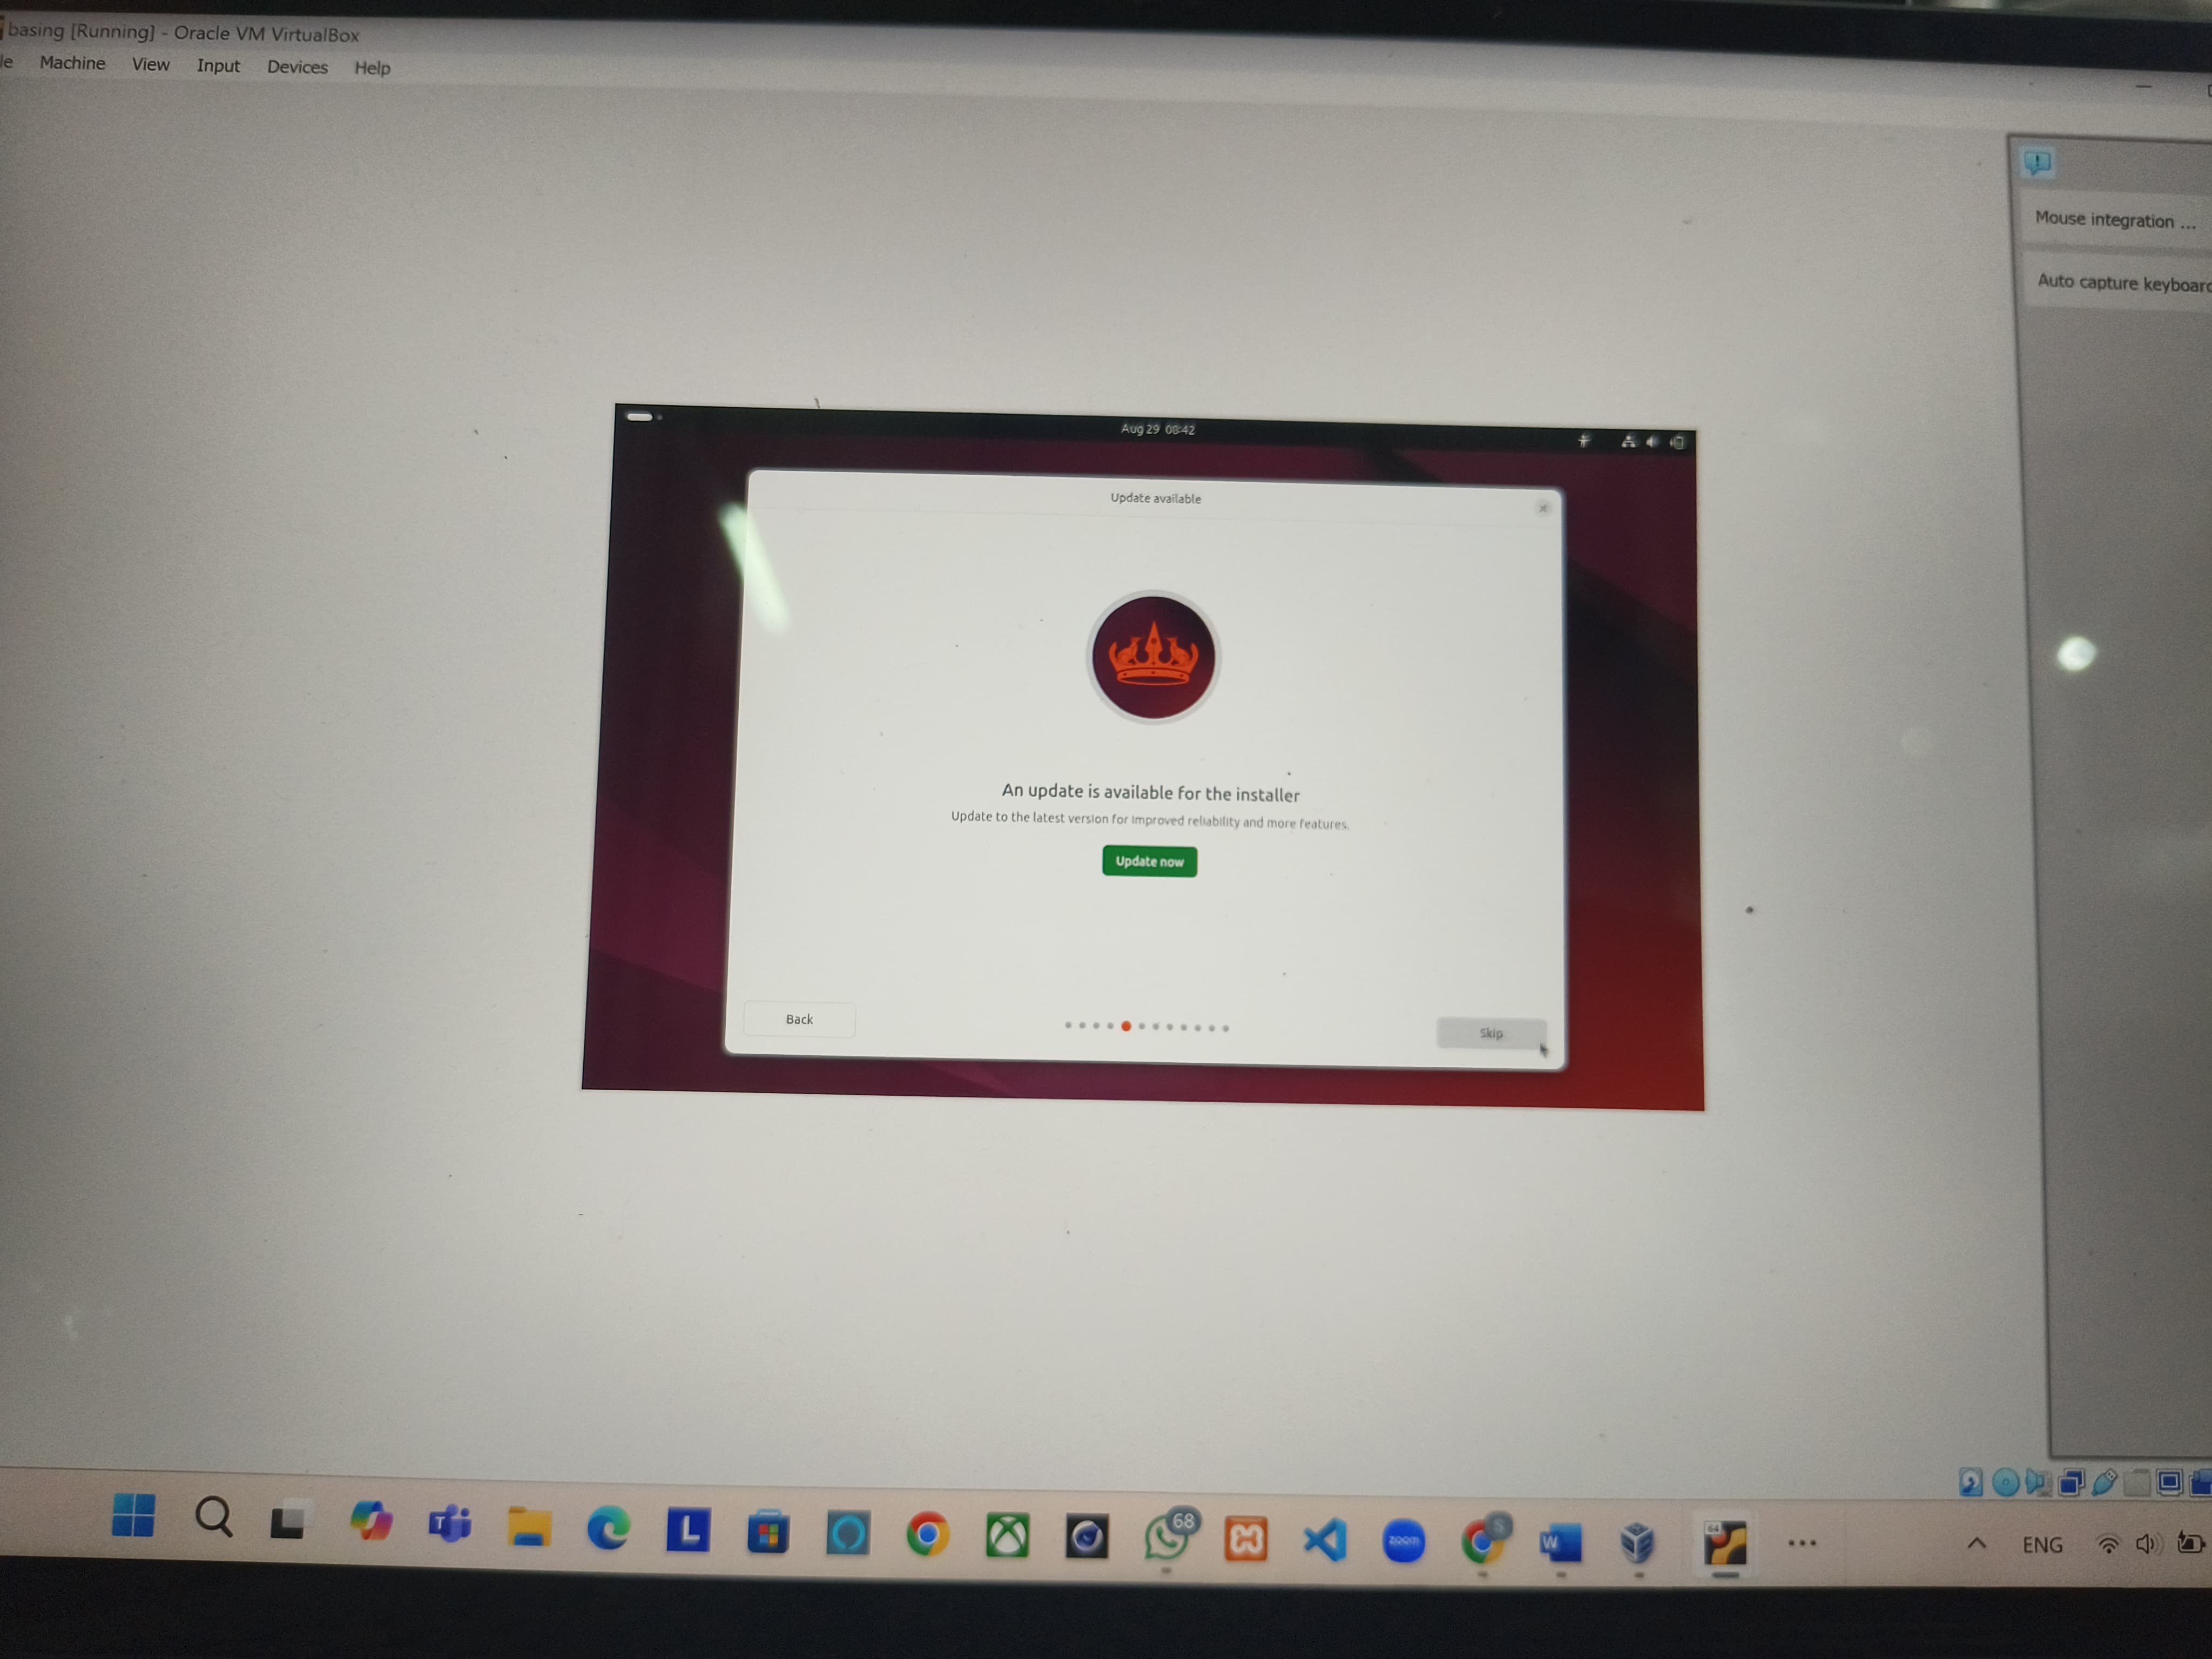 basing [Running] - Oracle VM VirtualBox
Machine View Input Devices Help
Mouse integration ...
Auto capture keyboard
Aug 29 08:42
Update available
An update is available for the installer
Update to the latest version for improved reliability and more features.
Update now
Back
Skip
T
L
68
zoom
S
W
64
ENG